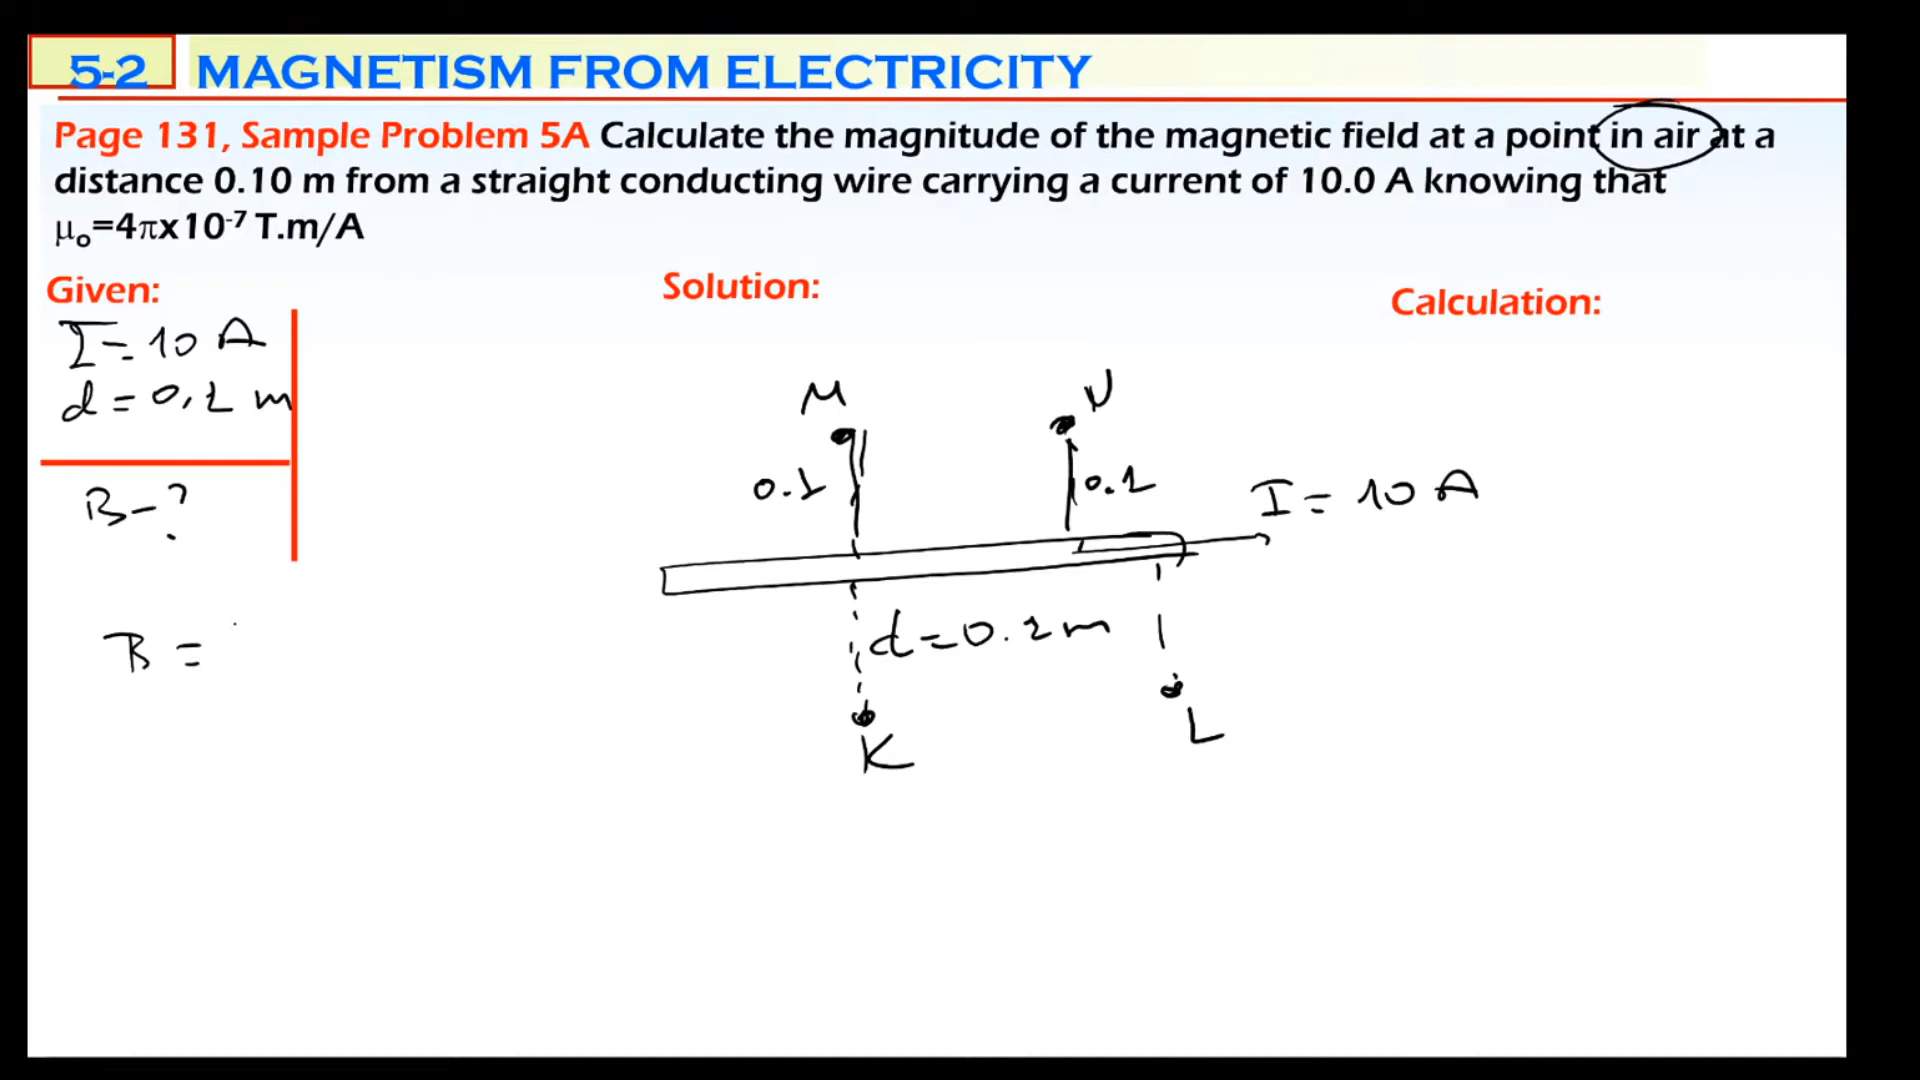 5-2 MAGNETISM FROM ELECTRICITY
Page 131, Sample Problem 5A Calculate the magnitude of the magnetic field at a point in air at a
distance 0.10 m from a straight conducting wire carrying a current of 10.0 A knowing that
μₒ=4πx10⁻⁷ T.m/A
Given:
Solution:
Calculation:
I = 10 A
d = 0,1 m
B - ?
B =
M
N
0.1
0.1
I = 10 A
d = 0.1 m
K
L